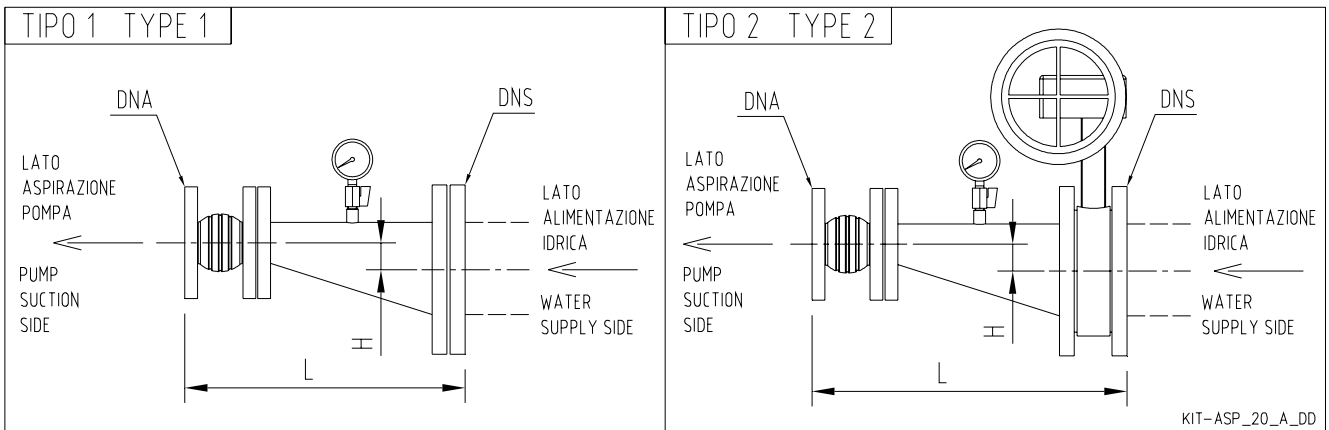 TIPO 1 TYPE 1
DNA
DNS
LATO
ASPIRAZIONE
POMPA
LATO
ALIMENTAZIONE
IDRICA
PUMP
SUCTION
SIDE
WATER
SUPPLY SIDE
H
L
TIPO 2 TYPE 2
DNA
DNS
LATO
ASPIRAZIONE
POMPA
LATO
ALIMENTAZIONE
IDRICA
PUMP
SUCTION
SIDE
WATER
SUPPLY SIDE
H
L
KIT-ASP_20_A_DD